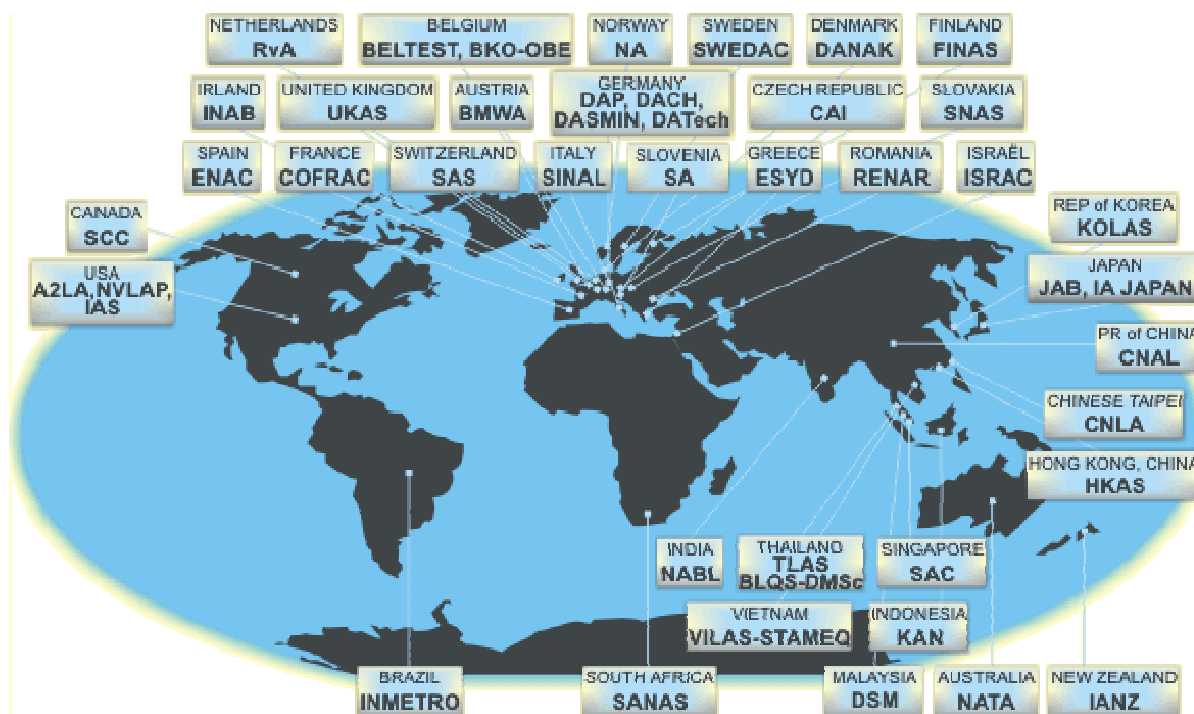 NETHERLANDS
RvA
BELGIUM
BELTEST, BKO-OBE
NORWAY
NA
SWEDEN
SWEDAC
DENMARK
DANAK
FINLAND
FINAS
IRLAND
INAB
UNITED KINGDOM
UKAS
AUSTRIA
BMWA
GERMANY
DAP, DACH,
DASMIN, DATech
CZECH REPUBLIC
CAI
SLOVAKIA
SNAS
SPAIN
ENAC
FRANCE
COFRAC
SWITZERLAND
SAS
ITALY
SINAL
SLOVENIA
SA
GREECE
ESYD
ROMANIA
RENAR
ISRAËL
ISRAC
CANADA
SCC
USA
A2LA, NVLAP,
IAS
REP of KOREA
KOLAS
JAPAN
JAB, IA JAPAN
PR of CHINA
CNAL
CHINESE TAIPEI
CNLA
HONG KONG, CHINA
HKAS
INDIA
NABL
THAILAND
TLAS
BLQS-DMSc
SINGAPORE
SAC
VIETNAM
VILAS-STAMEQ
INDONESIA
KAN
BRAZIL
INMETRO
SOUTH AFRICA
SANAS
MALAYSIA
DSM
AUSTRALIA
NATA
NEW ZEALAND
IANZ